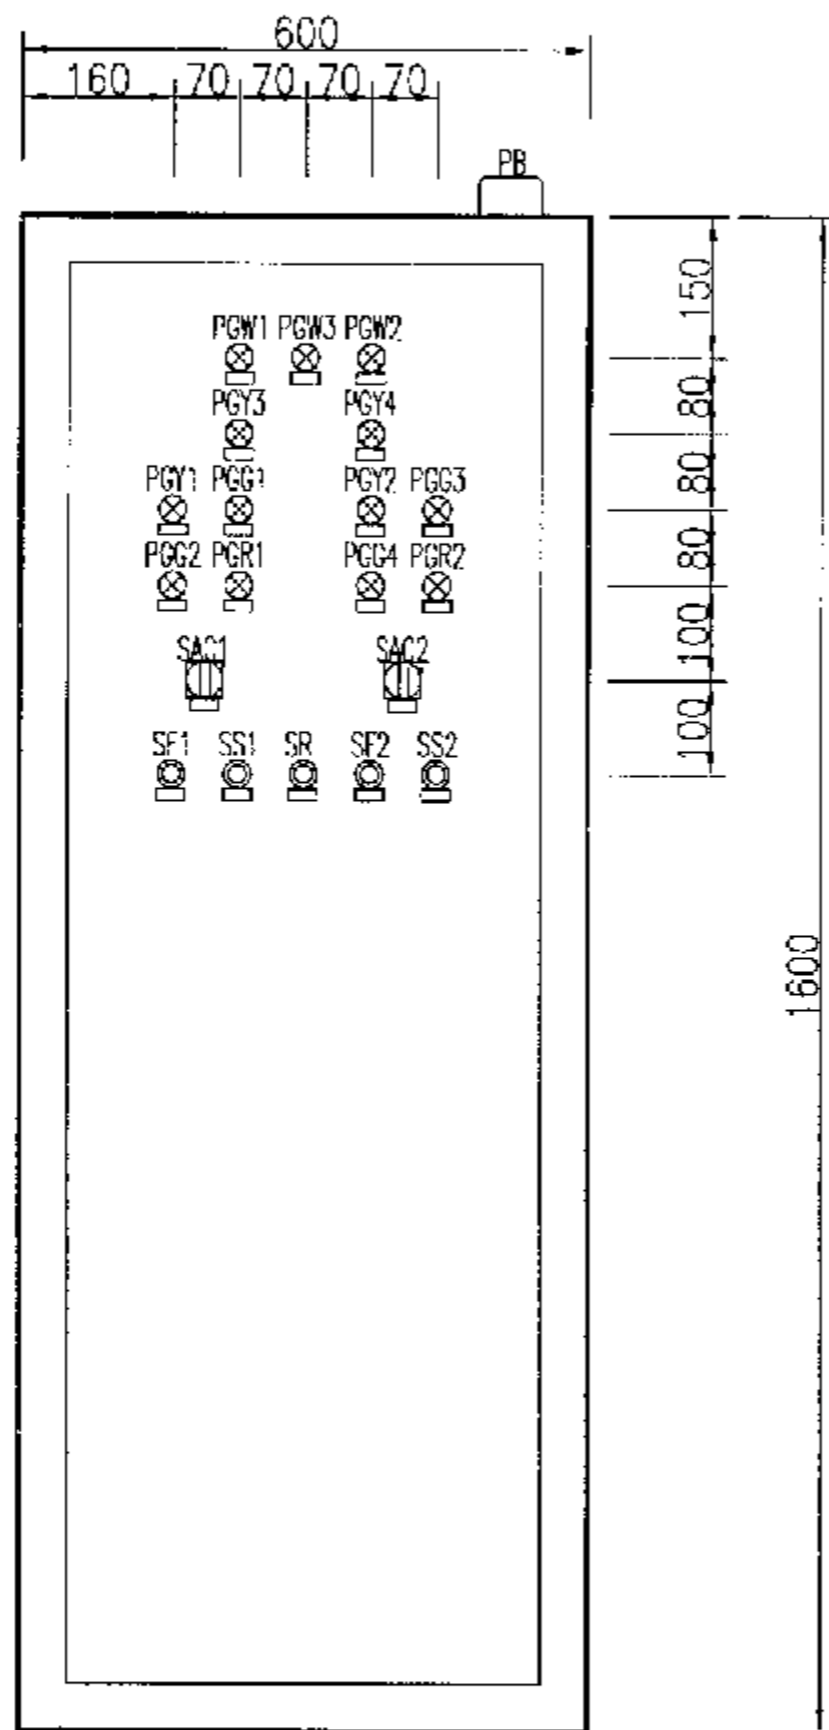 600
160 70 70 70 70
PB
150
PGW1 PGW3 PGW2
80
PGY3 PGY4
80
PGY1 PGG1 PGY2 PGG3
80
PGG2 PGR1 PGG4 PGR2
100
SAC1 SAC2
100
SF1 SS1 SR SF2 SS2
1600